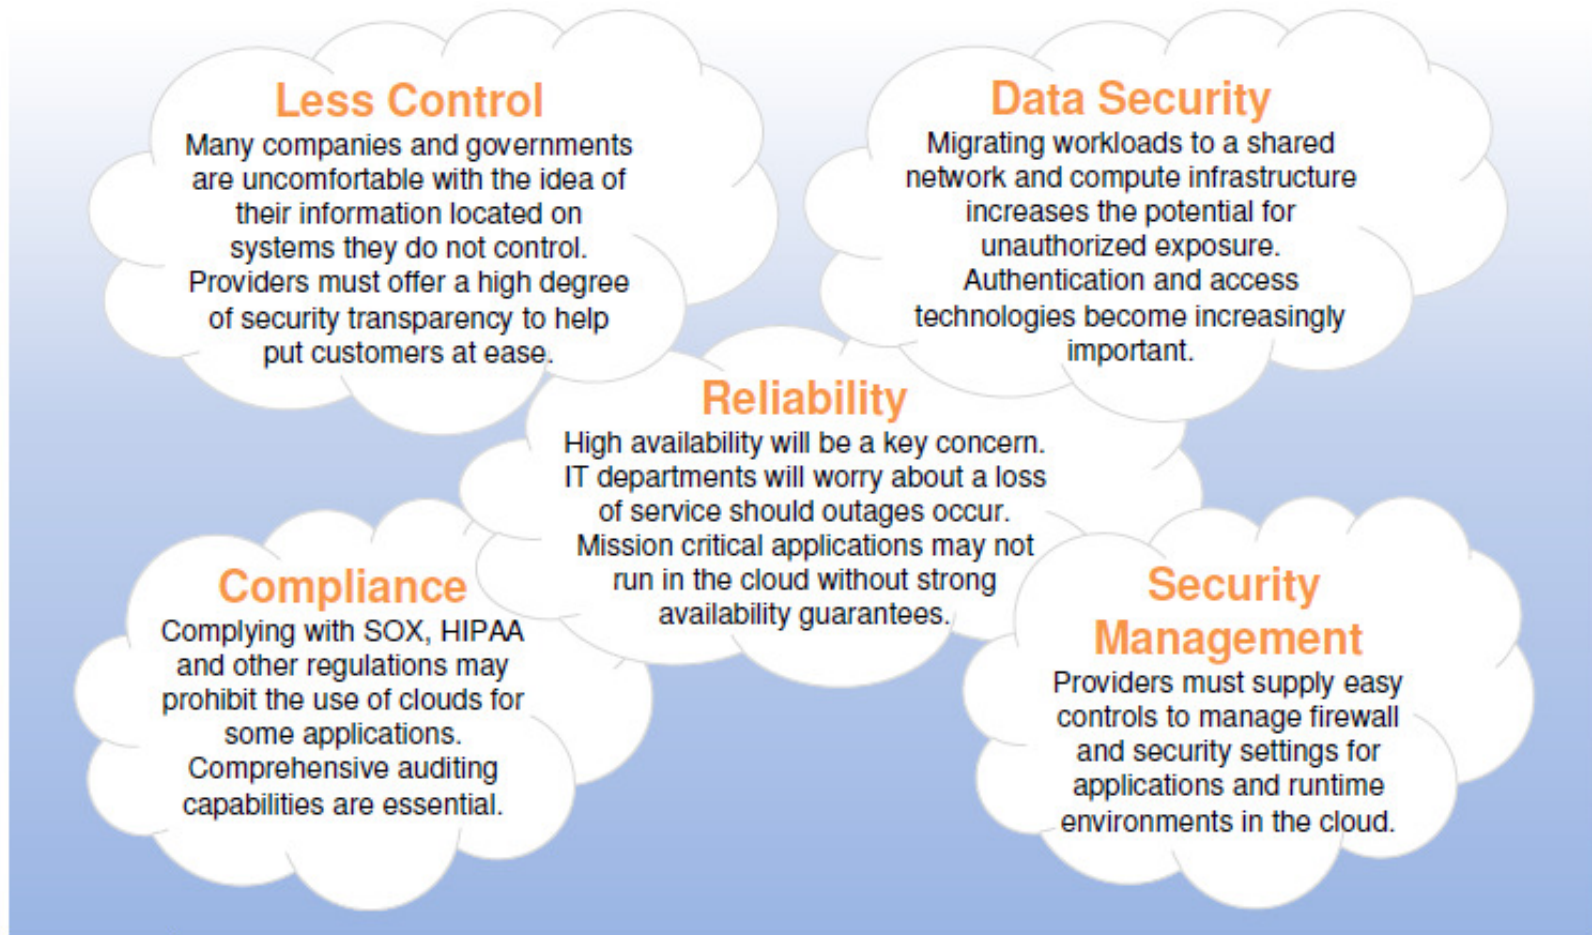 Less Control
Many companies and governments
are uncomfortable with the idea of
their information located on
systems they do not control.
Providers must offer a high degree
of security transparency to help
put customers at ease.
Data Security
Migrating workloads to a shared
network and compute infrastructure
increases the potential for
unauthorized exposure.
Authentication and access
technologies become increasingly
important.
Reliability
High availability will be a key concern.
IT departments will worry about a loss
of service should outages occur.
Mission critical applications may not
run in the cloud without strong
availability guarantees.
Compliance
Complying with SOX, HIPAA
and other regulations may
prohibit the use of clouds for
some applications.
Comprehensive auditing
capabilities are essential.
Security
Management
Providers must supply easy
controls to manage firewall
and security settings for
applications and runtime
environments in the cloud.